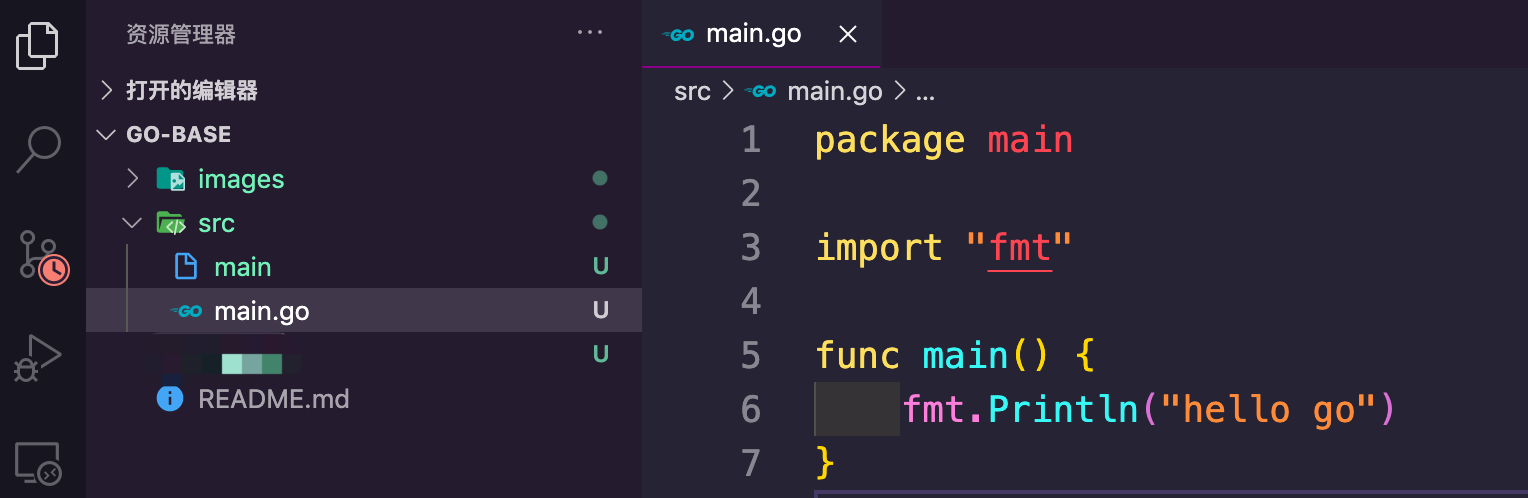 资源管理器 ...
打开的编辑器
GO-BASE
images
src
main U
main.go U
U
README.md
GO main.go
src > GO main.go > ...
1 package main
2
3 import "fmt"
4
5 func main() {
6 fmt.Println("hello go")
7 }